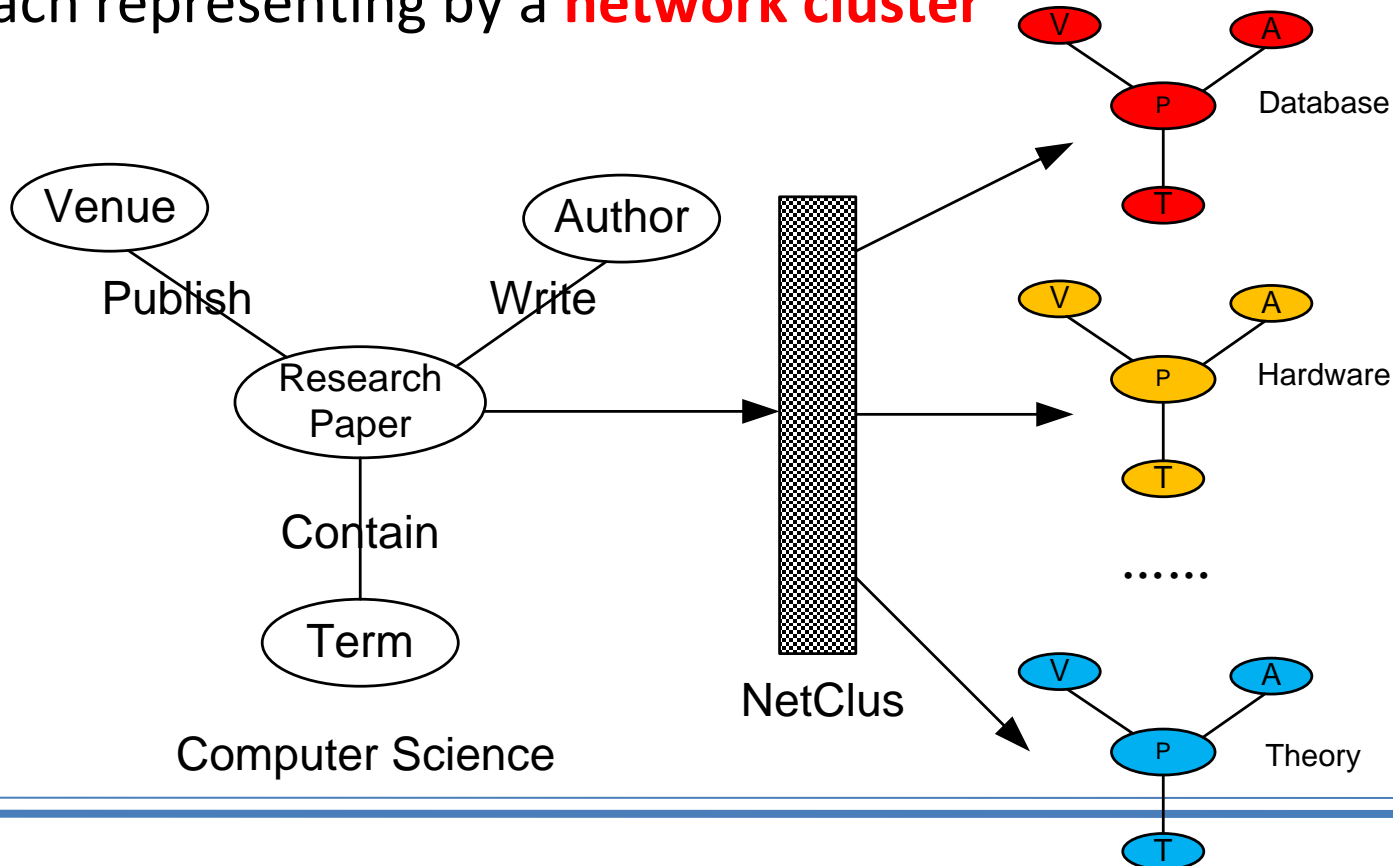 ach representing by a network cluster
Venue
Publish
Author
Write
Research
Paper
Contain
Term
Computer Science
NetClus
V
A
P
Database
T
V
A
P
Hardware
T
......
V
A
P
Theory
T